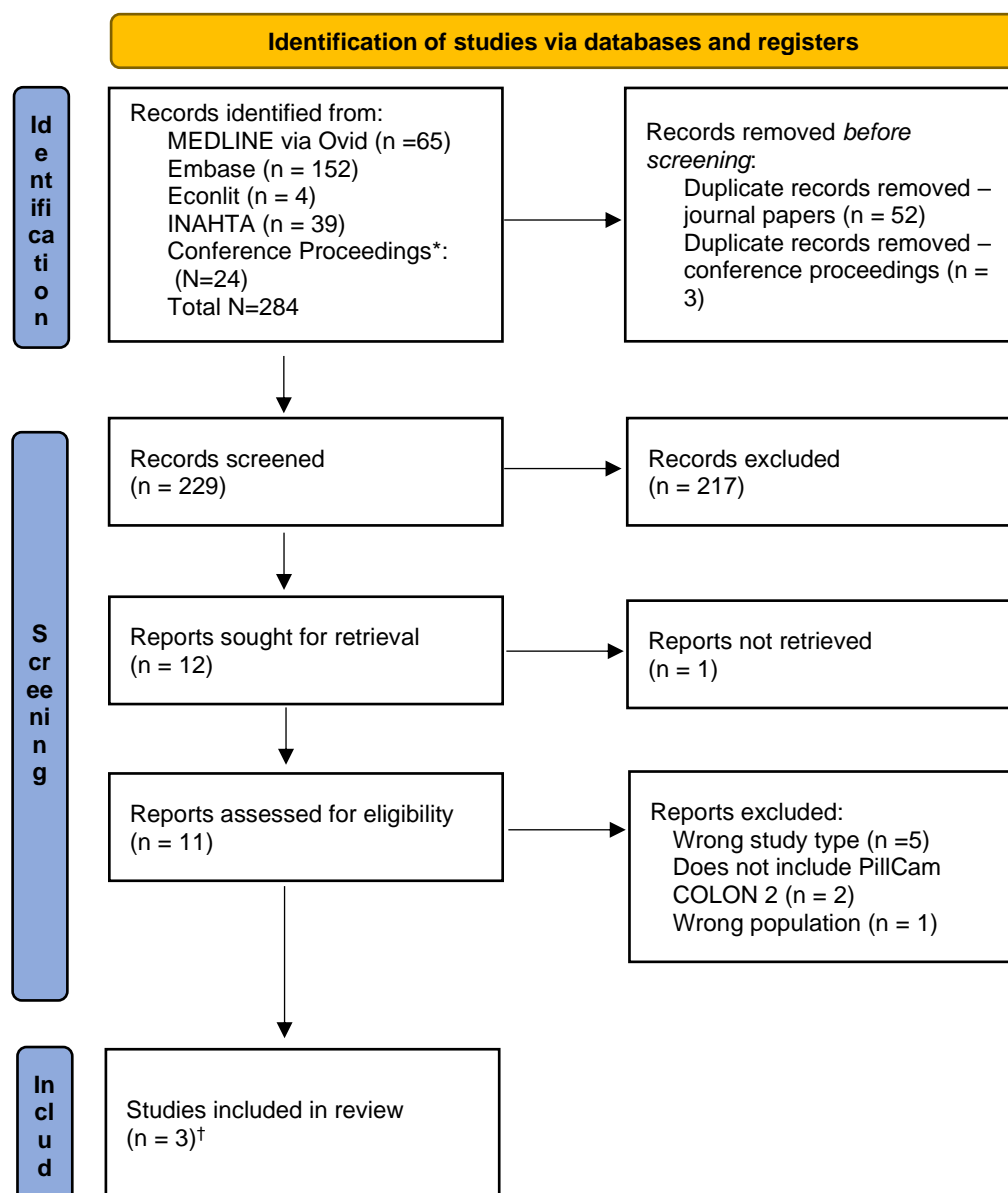 Identification of studies via databases and registers
Id
e
nt
ifi
ca
ti
o
n
Records identified from:
MEDLINE via Ovid (n =65)
Embase (n = 152)
Econlit (n = 4)
INAHTA (n = 39)
Conference Proceedings*:
(N=24)
Total N=284
Records removed before
screening:
Duplicate records removed –
journal papers (n = 52)
Duplicate records removed –
conference proceedings (n =
3)
S
cr
ee
ni
n
g
Records screened
(n = 229)
Records excluded
(n = 217)
Reports sought for retrieval
(n = 12)
Reports not retrieved
(n = 1)
Reports assessed for eligibility
(n = 11)
Reports excluded:
Wrong study type (n =5)
Does not include PillCam
COLON 2 (n = 2)
Wrong population (n = 1)
In
cl
u
d
Studies included in review
(n = 3)†